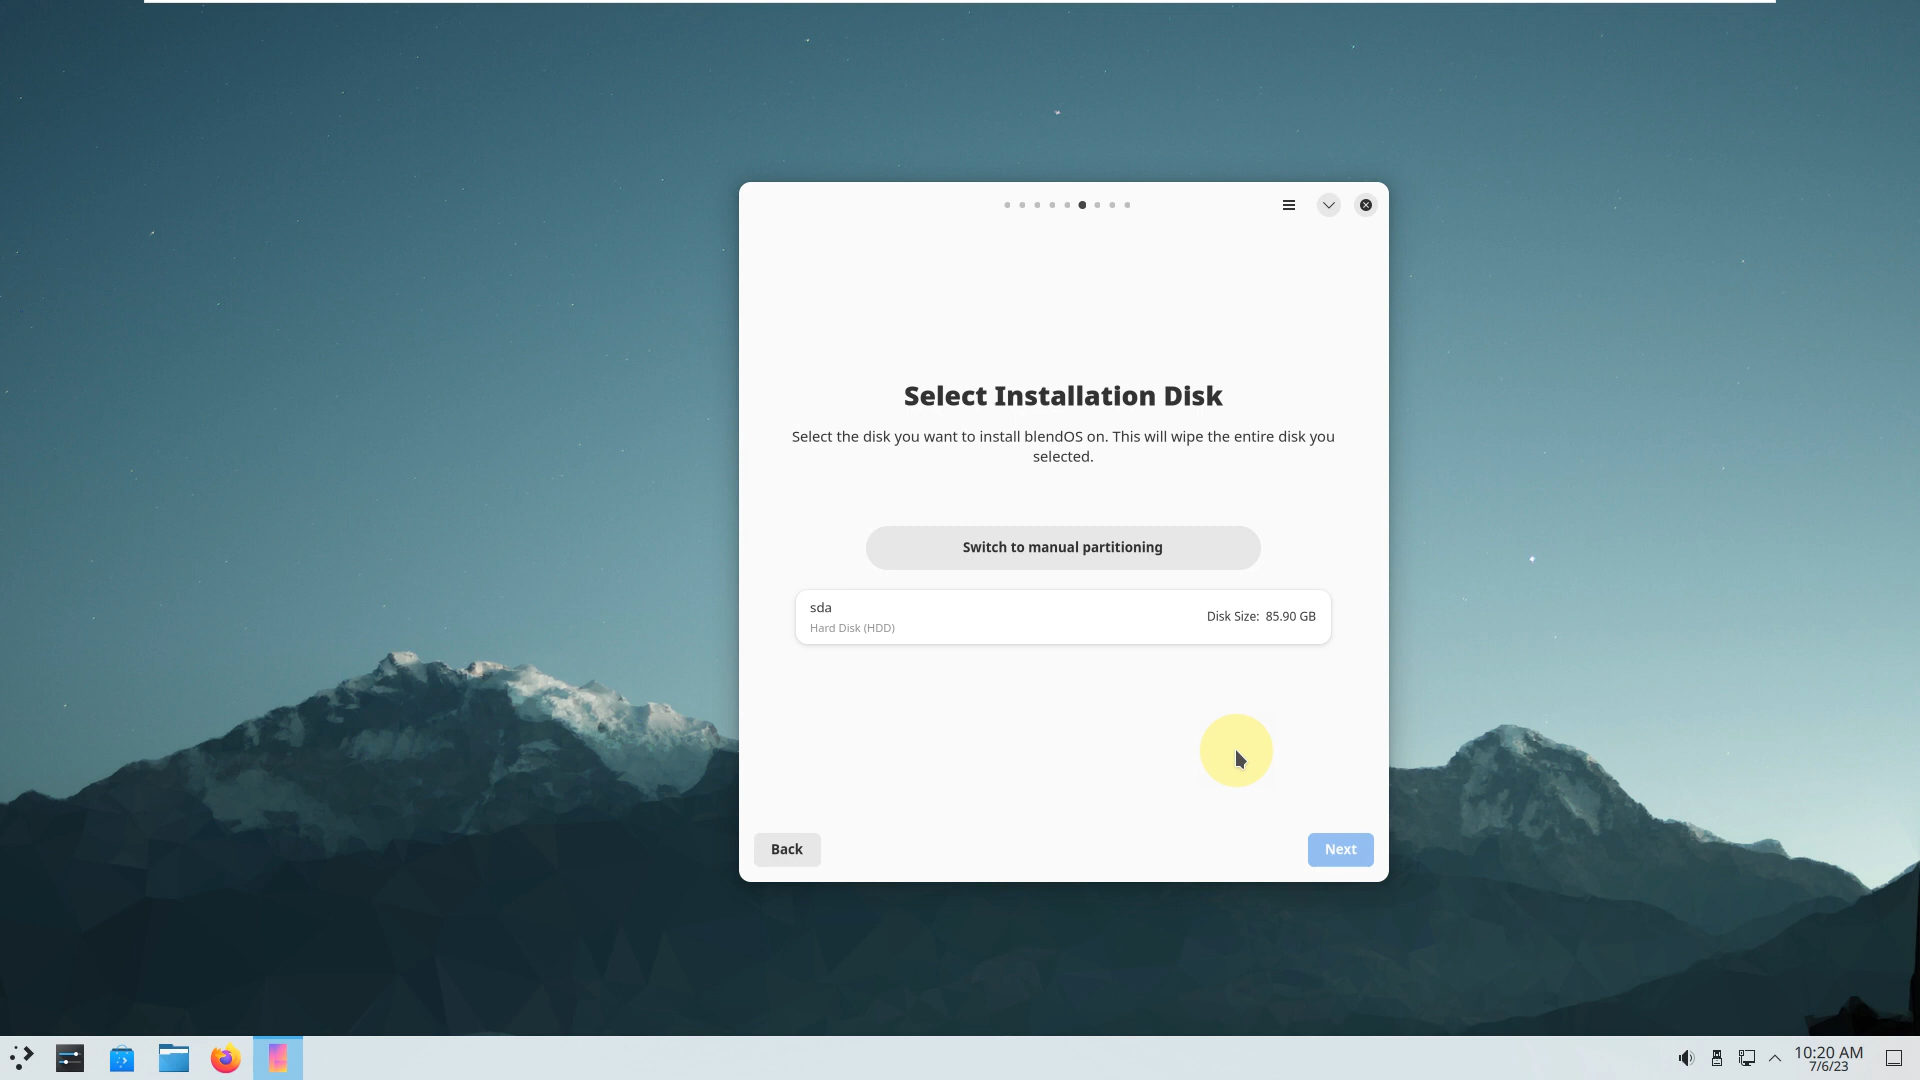 Select Installation Disk
Select the disk you want to install blendOS on. This will wipe the entire disk you
selected.
Switch to manual partitioning
sda
Hard Disk (HDD)
Disk Size: 85.90 GB
Back
Next
10:20 AM
7/6/23